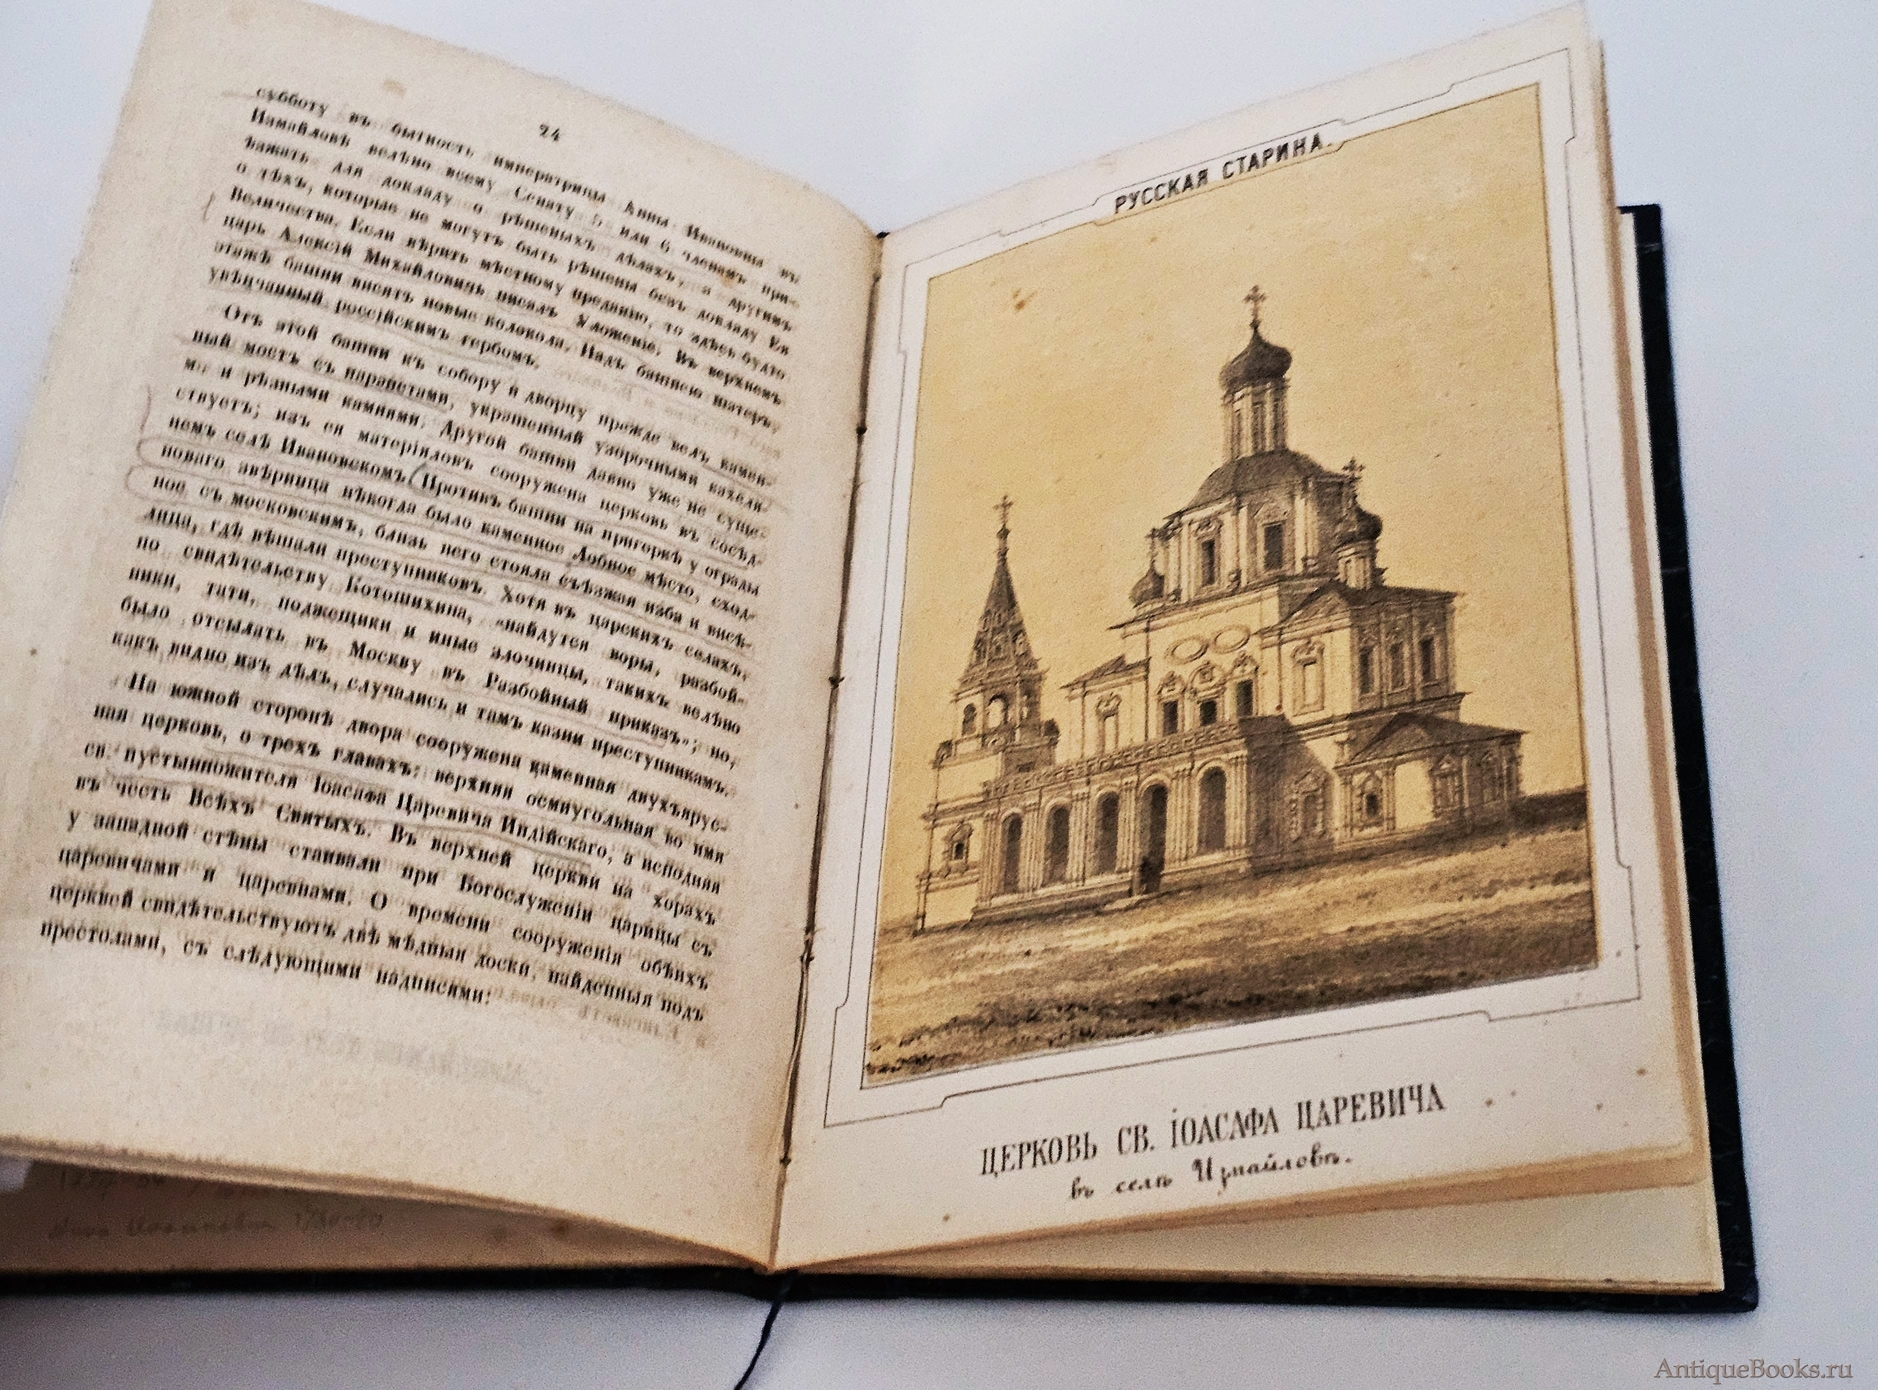 24
субботу въ бытность императрицы Анны Ивановны въ
Измайловѣ велѣно всему Сенату 5 или 6 членамъ прі-
ѣзжать для докладу о рѣшеныхъ дѣлахъ, а другимъ
о тѣхъ, которые не могутъ быть рѣшены безъ докладу Ея
Величества. Если вѣрить мѣстному преданію, то здѣсь будто
царь Алексій Михайловичь писалъ Уложеніе. Въ верхнемъ
этажѣ башни висятъ новые колокола. Надъ башнею шатеръ,
увѣнчанный россійскимъ гербомъ.
Отъ этой башни къ собору и дворцу прежде велъ камен-
ный мостъ съ парапетами, украшенный узорочными кахеля-
ми и рѣзными камнями. Другой башни давно уже не суще-
ствуетъ; изъ ея матеріаловъ сооружена церковь въ сосѣд-
немъ селѣ Ивановскомъ. Противъ башни на пригоркѣ у ограды
новаго звѣринца нѣкогда было каменное Лобное мѣсто, сход-
ное съ московскимъ, близь него стояла съѣзжая изба и висѣ-
лица, гдѣ вѣшали преступниковъ. Хотя въ царскихъ селахъ,
по свидѣтельству Котошихина, «найдутся воры, разбой-
ники, тати, поджещики и иные злочинцы, такихъ велѣно
было отсылать въ Москву въ Разбойный приказъ»; но,
какъ видно изъ дѣлъ, случались и тамъ казни преступникамъ.
На южной сторонѣ двора сооружена каменная двухъярус-
ная церковь, о трехъ главахъ: верхняя осмиугольная во имя
св. пустынножителя Іоасафа Царевича Индійскаго, а исподняя
въ честь Всѣхъ Святыхъ. Въ верхней церкви на хорахъ
у западной стѣны стаивали при Богослуженіи царицы съ
царевичами и царевнами. О времени сооруженія обѣихъ
церквей свидѣтельствуютъ двѣ мѣдныя доски, найденныя подъ
престолами, съ слѣдующими надписями:
РУССКАЯ СТАРИНА.
ЦЕРКОВЬ СВ. ІОАСАФА ЦАРЕВИЧА
въ селѣ Измайловѣ.
AntiqueBooks.ru